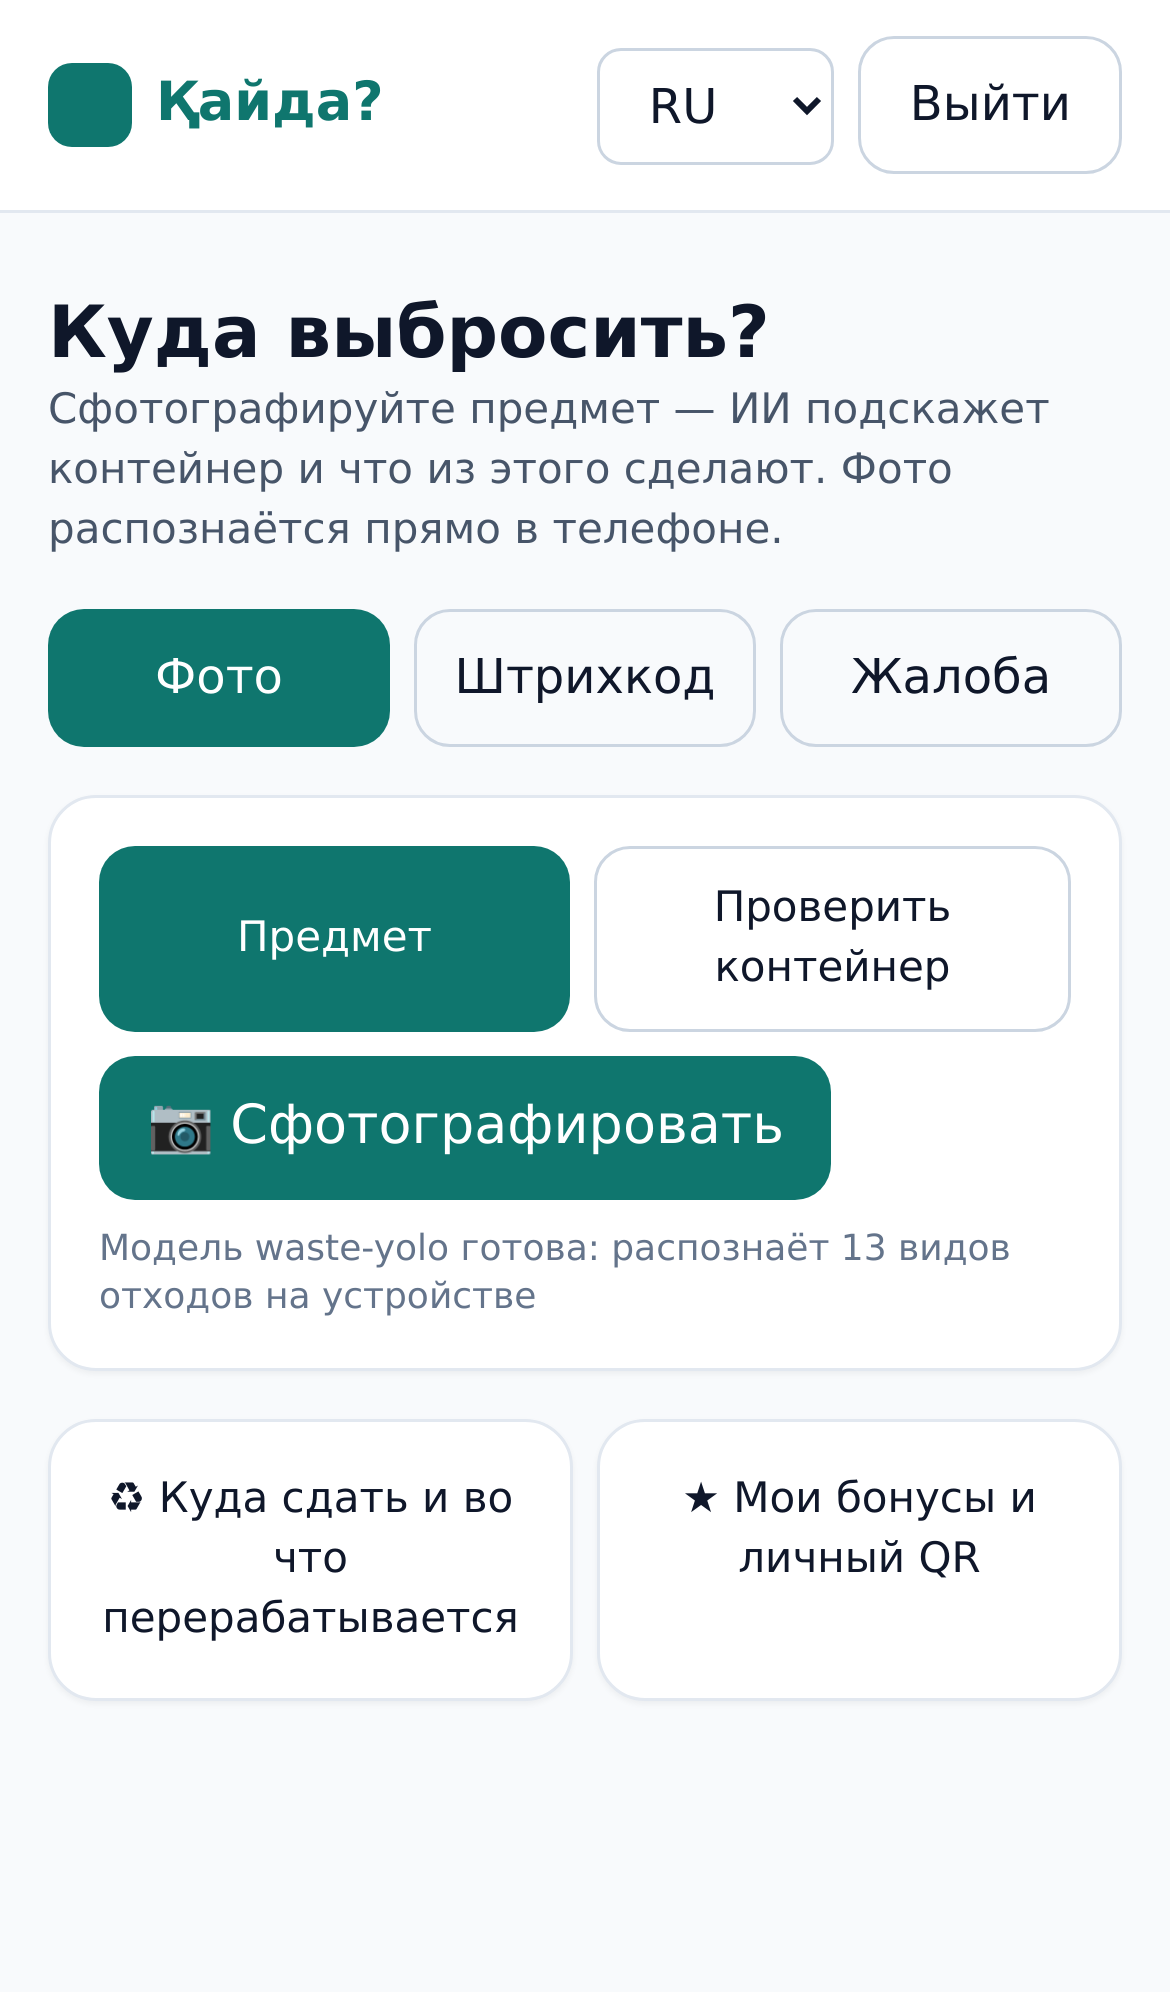 Қайда?
RU
Выйти
Куда выбросить?
Сфотографируйте предмет — ИИ подскажет
контейнер и что из этого сделают. Фото
распознаётся прямо в телефоне.
Фото
Штрихкод
Жалоба
Предмет
Проверить
контейнер
📷 Сфотографировать
Модель waste-yolo готова: распознаёт 13 видов
отходов на устройстве
♻ Куда сдать и во
что
перерабатывается
★ Мои бонусы и
личный QR